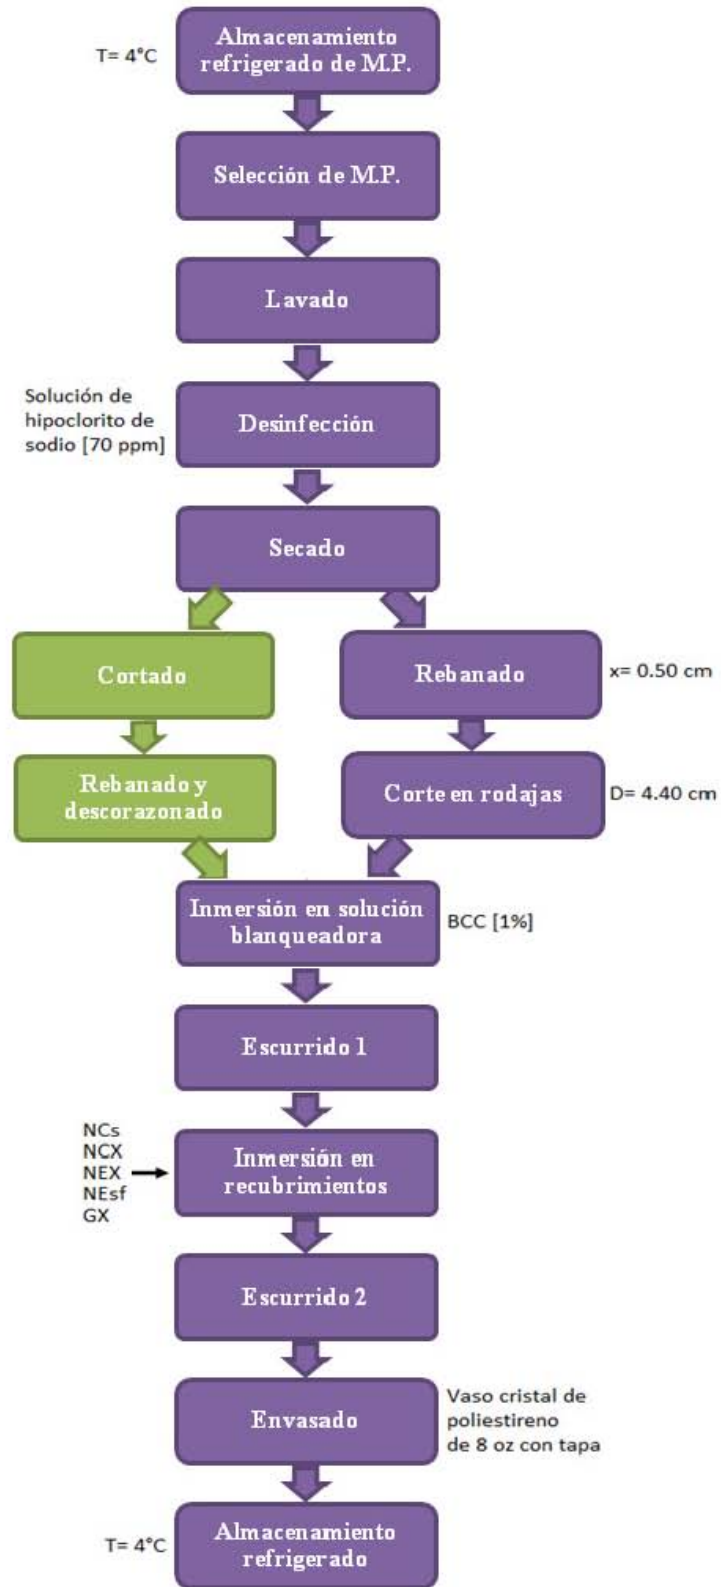 T= 4°C
Almacenamiento
refrigerado de M.P.
Selección de M.P.
Lavado
Solución de
hipoclorito de
sodio [70 ppm]
Desinfección
Secado
Cortado
Rebanado
x= 0.50 cm
Rebanado y
descorazonado
Corte en rodajas
D= 4.40 cm
Inmersión en solución
blanqueadora
BCC [1%]
Escurrido 1
NCs
NCX
NEX
NEsf
GX
Inmersión en
recubrimientos
Escurrido 2
Envasado
Vaso cristal de
poliestireno
de 8 oz con tapa
T= 4°C
Almacenamiento
refrigerado